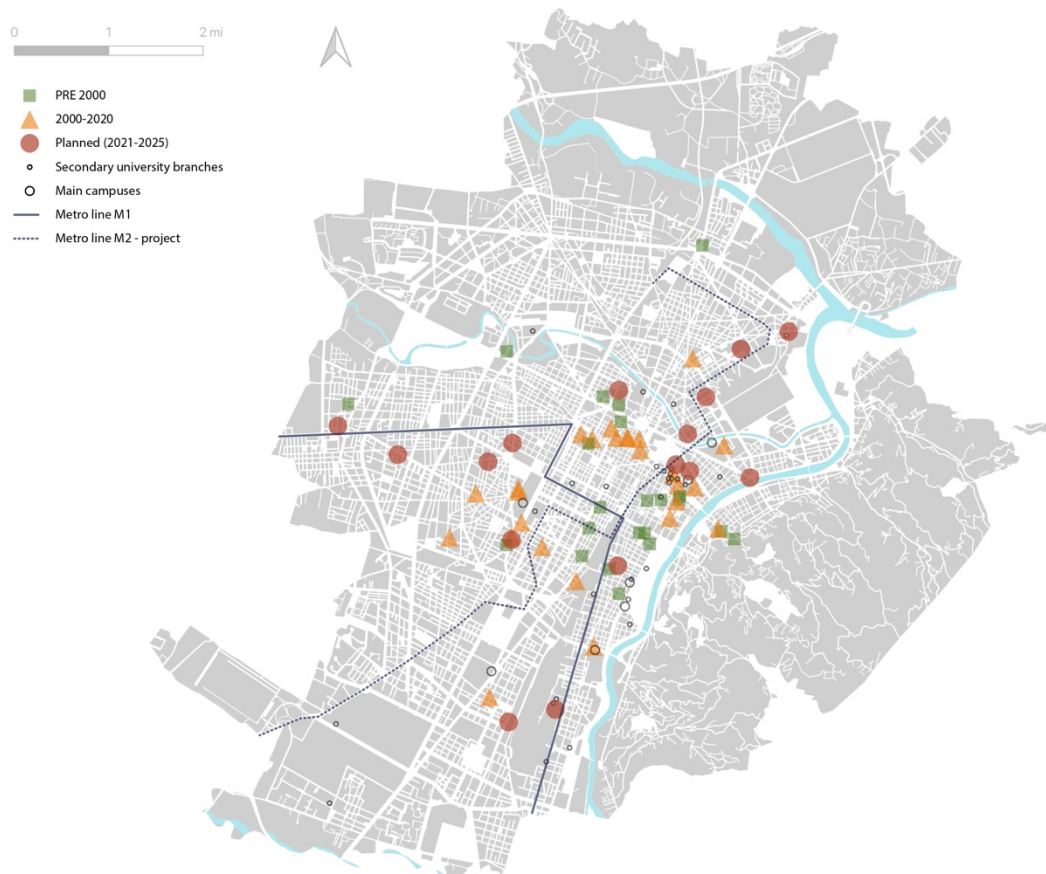 0 1 2 mi
PRE 2000
2000-2020
Planned (2021-2025)
Secondary university branches
Main campuses
Metro line M1
Metro line M2 - project